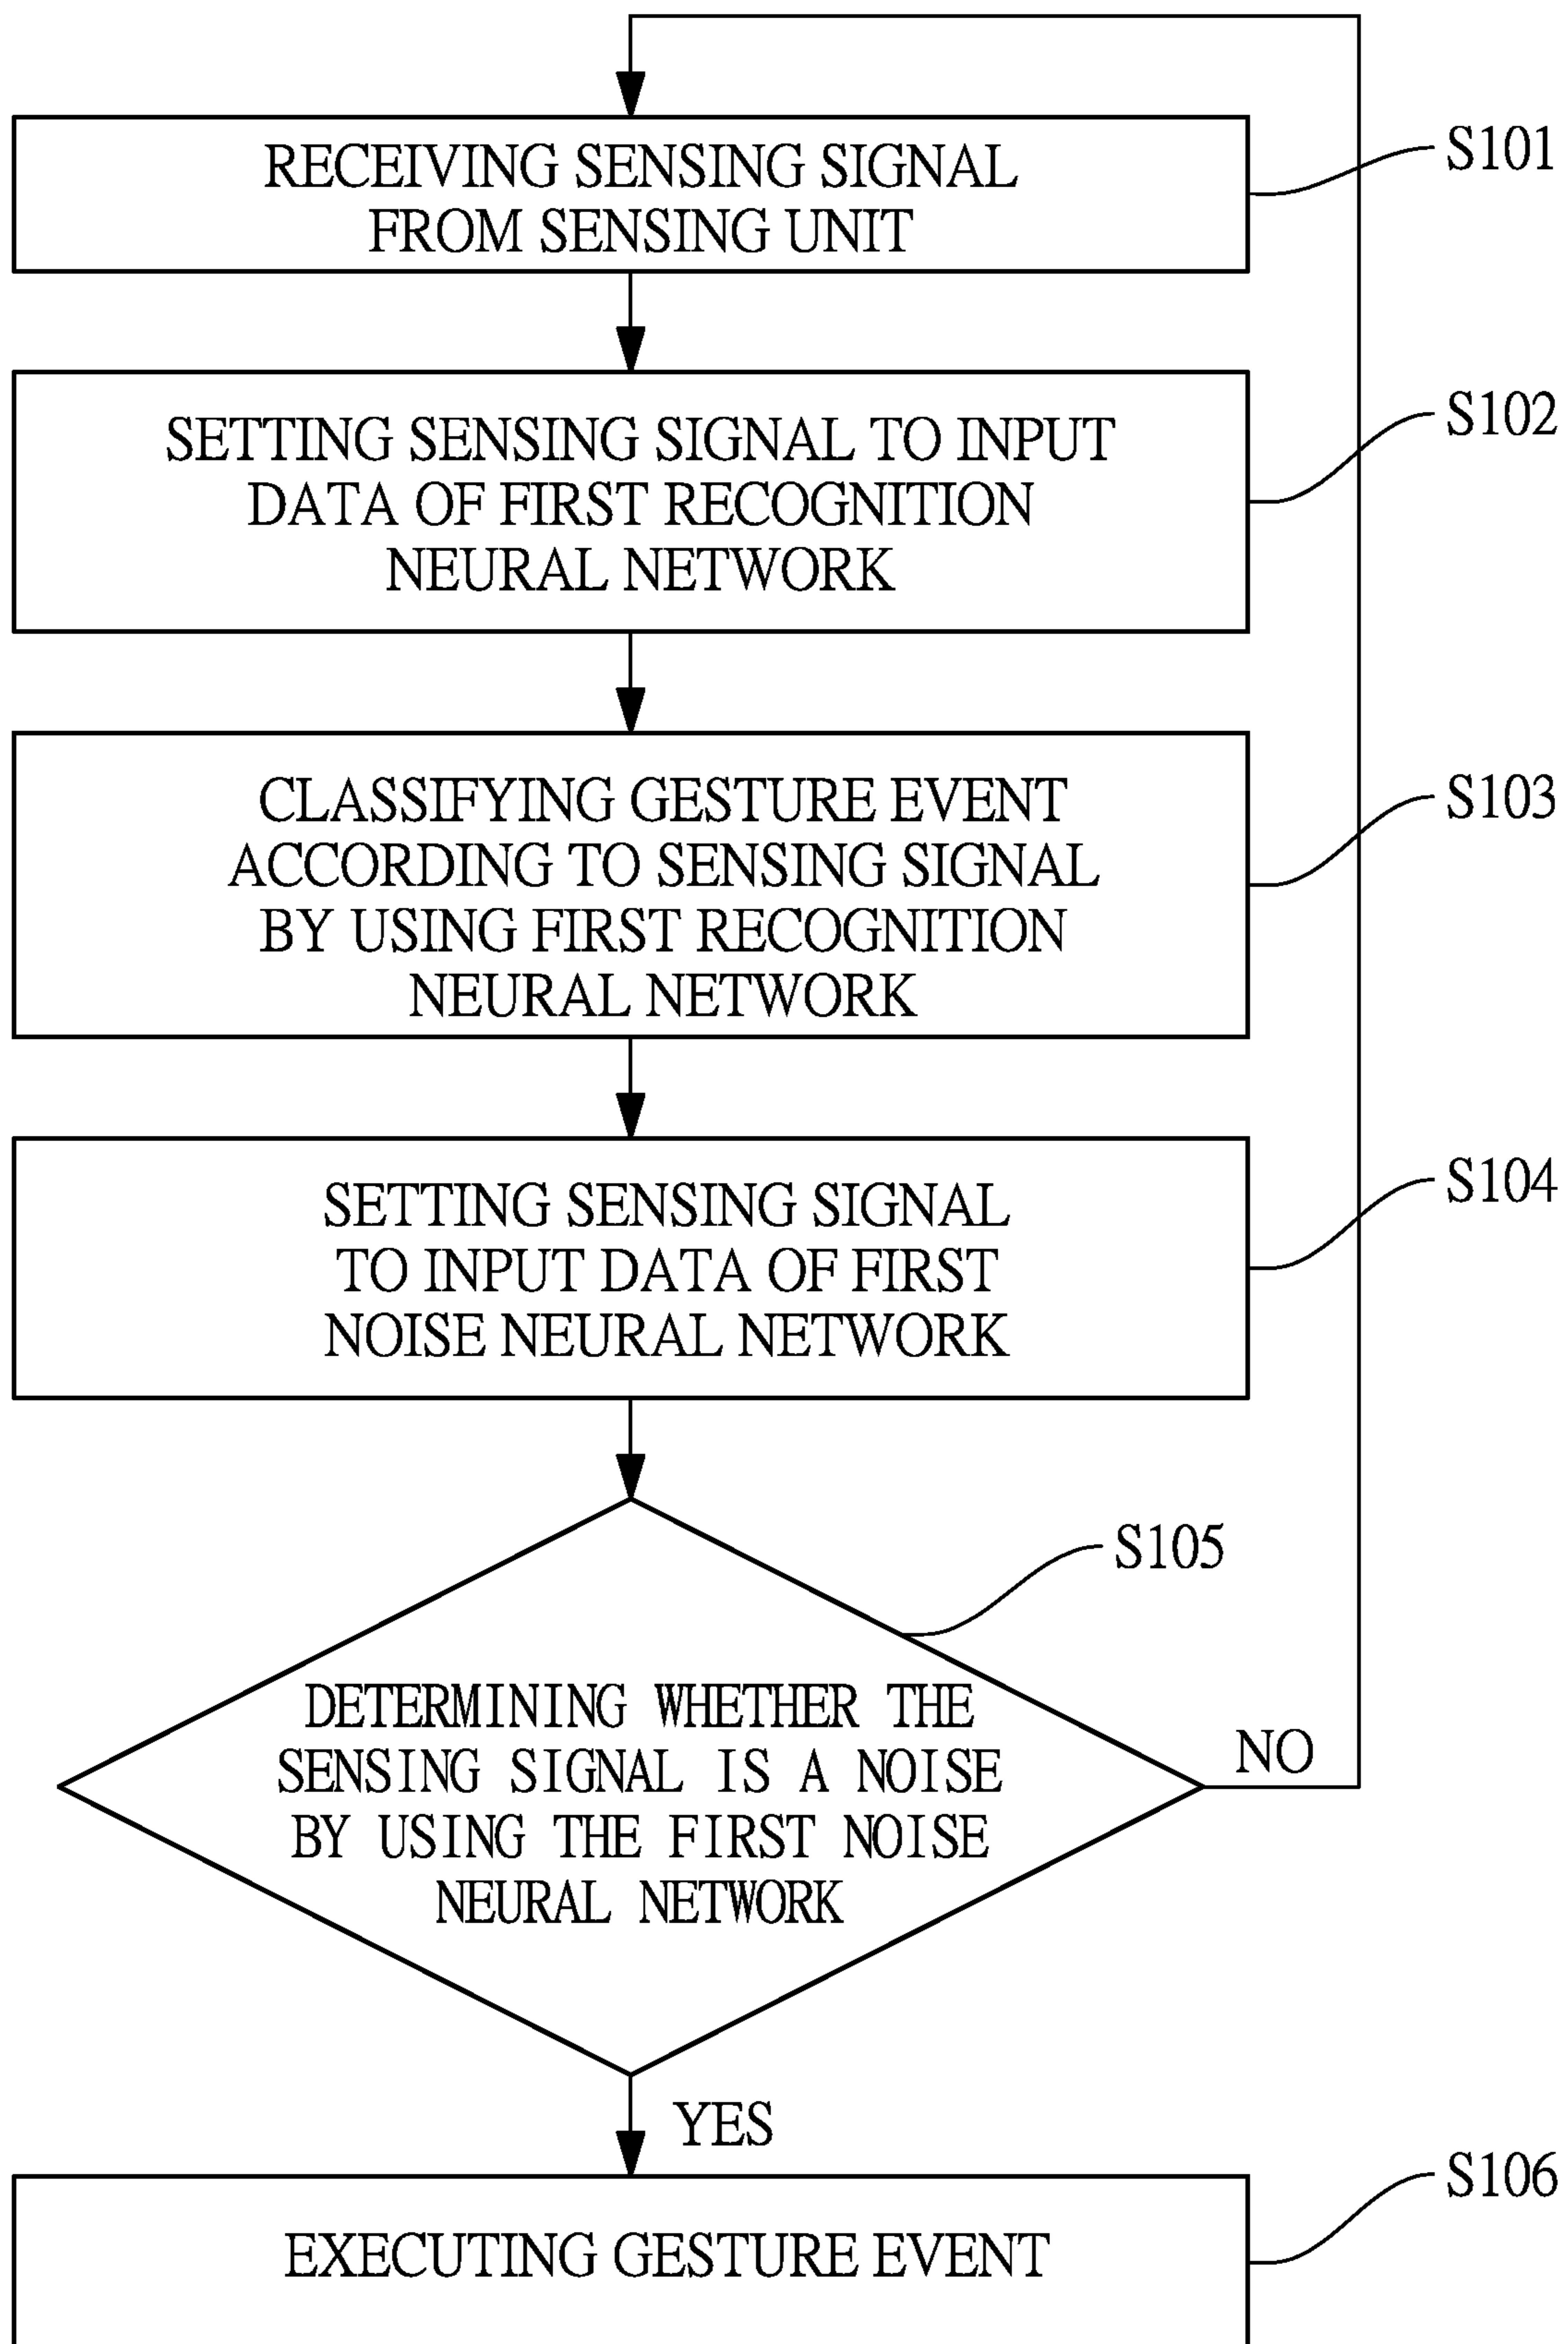 RECEIVING SENSING SIGNAL
FROM SENSING UNIT
S101
SETTING SENSING SIGNAL TO INPUT
DATA OF FIRST RECOGNITION
NEURAL NETWORK
S102
CLASSIFYING GESTURE EVENT
ACCORDING TO SENSING SIGNAL
BY USING FIRST RECOGNITION
NEURAL NETWORK
S103
SETTING SENSING SIGNAL
TO INPUT DATA OF FIRST
NOISE NEURAL NETWORK
S104
S105
DETERMINING WHETHER THE
SENSING SIGNAL IS A NOISE
BY USING THE FIRST NOISE
NEURAL NETWORK
NO
YES
EXECUTING GESTURE EVENT
S106